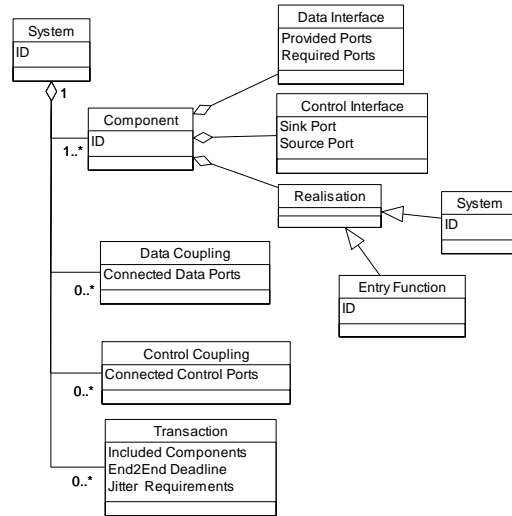 System
ID
1
Component
ID
1..*
Data Interface
Provided Ports
Required Ports
Control Interface
Sink Port
Source Port
Realisation
System
ID
Entry Function
ID
Data Coupling
Connected Data Ports
0..*
Control Coupling
Connected Control Ports
0..*
Transaction
Included Components
End2End Deadline
Jitter Requirements
0..*